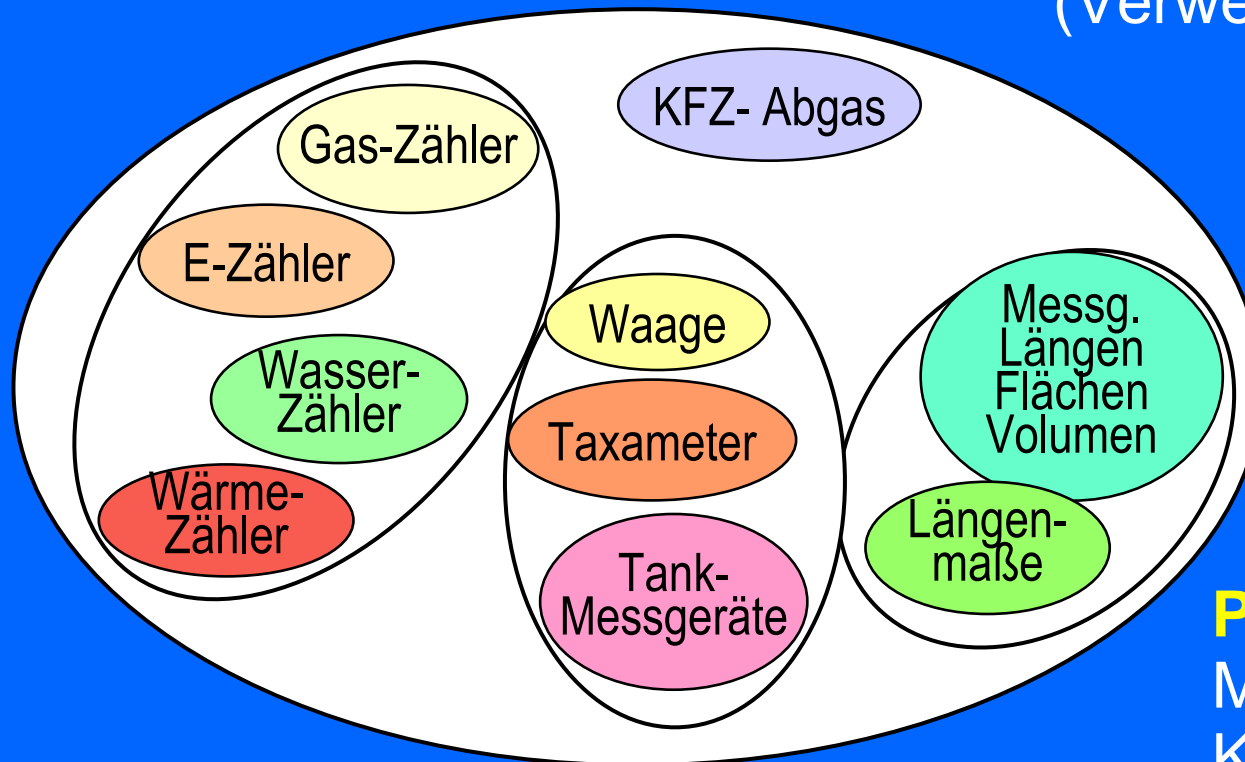 (Verwe
KFZ- Abgas
Gas-Zähler
E-Zähler
Wasser-
Zähler
Wärme-
Zähler
Waage
Taxameter
Tank-
Messgeräte
Messg.
Längen
Flächen
Volumen
Längen-
maße
P
M
K